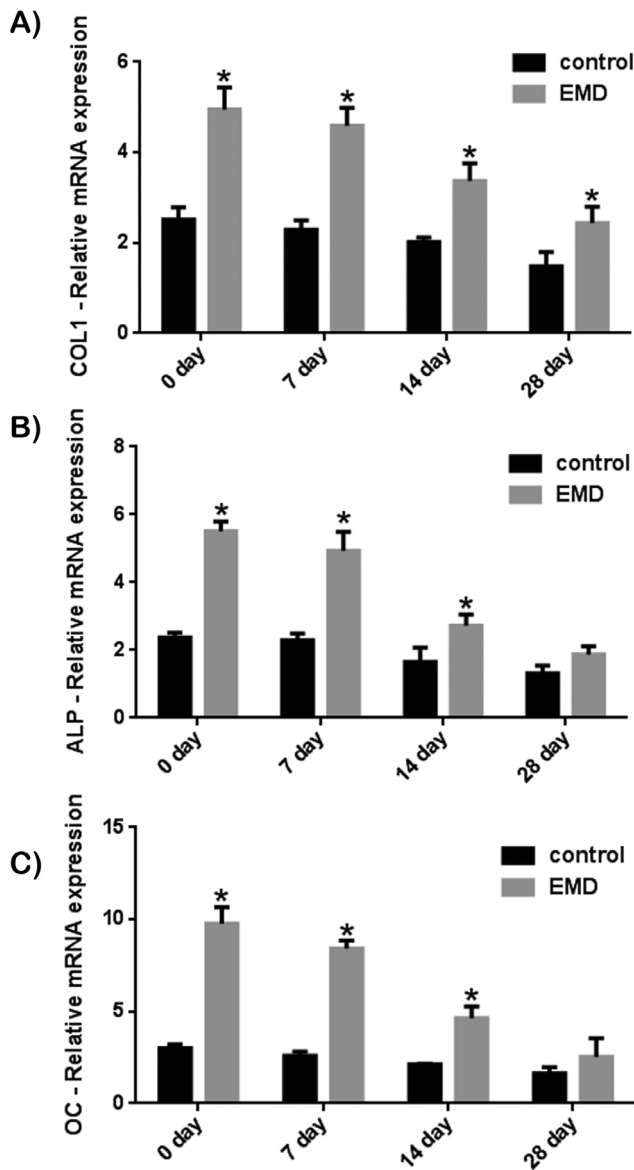 A)
COL1 - Relative mRNA expression
6
4
2
0
control
EMD
*
*
*
*
0 day
7 day
14 day
28 day
B)
ALP - Relative mRNA expression
8
6
4
2
0
control
EMD
*
*
*
0 day
7 day
14 day
28 day
C)
OC - Relative mRNA expression
15
10
5
0
control
EMD
*
*
*
0 day
7 day
14 day
28 day